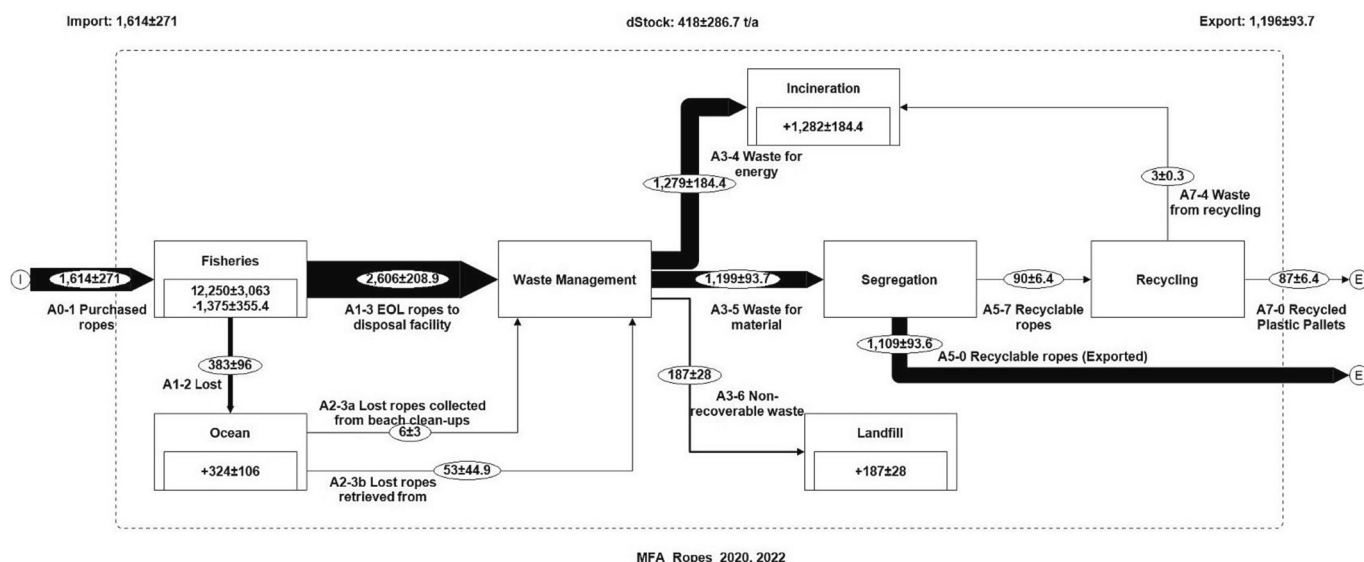 Import: 1,614±271
dStock: 418±286.7 t/a
Export: 1,196±93.7
Incineration
+1,282±184.4
A3-4 Waste for
energy
1,279±184.4
3±0.3
A7-4 Waste
from recycling
I
1,614±271
A0-1 Purchased
ropes
Fisheries
12,250±3,063
-1,375±355.4
2,606±208.9
A1-3 EOL ropes to
disposal facility
Waste Management
1,199±93.7
A3-5 Waste for
material
Segregation
90±6.4
A5-7 Recyclable
ropes
Recycling
87±6.4
E
A7-0 Recycled
Plastic Pallets
1,109±93.6
A5-0 Recyclable ropes (Exported)
E
383±96
A1-2 Lost
187±28
A3-6 Non-
recoverable waste
A2-3a Lost ropes collected
from beach clean-ups
6±3
Ocean
+324±106
53±44.9
A2-3b Lost ropes
retrieved from
Landfill
+187±28
MFA_Ropes_2020, 2022